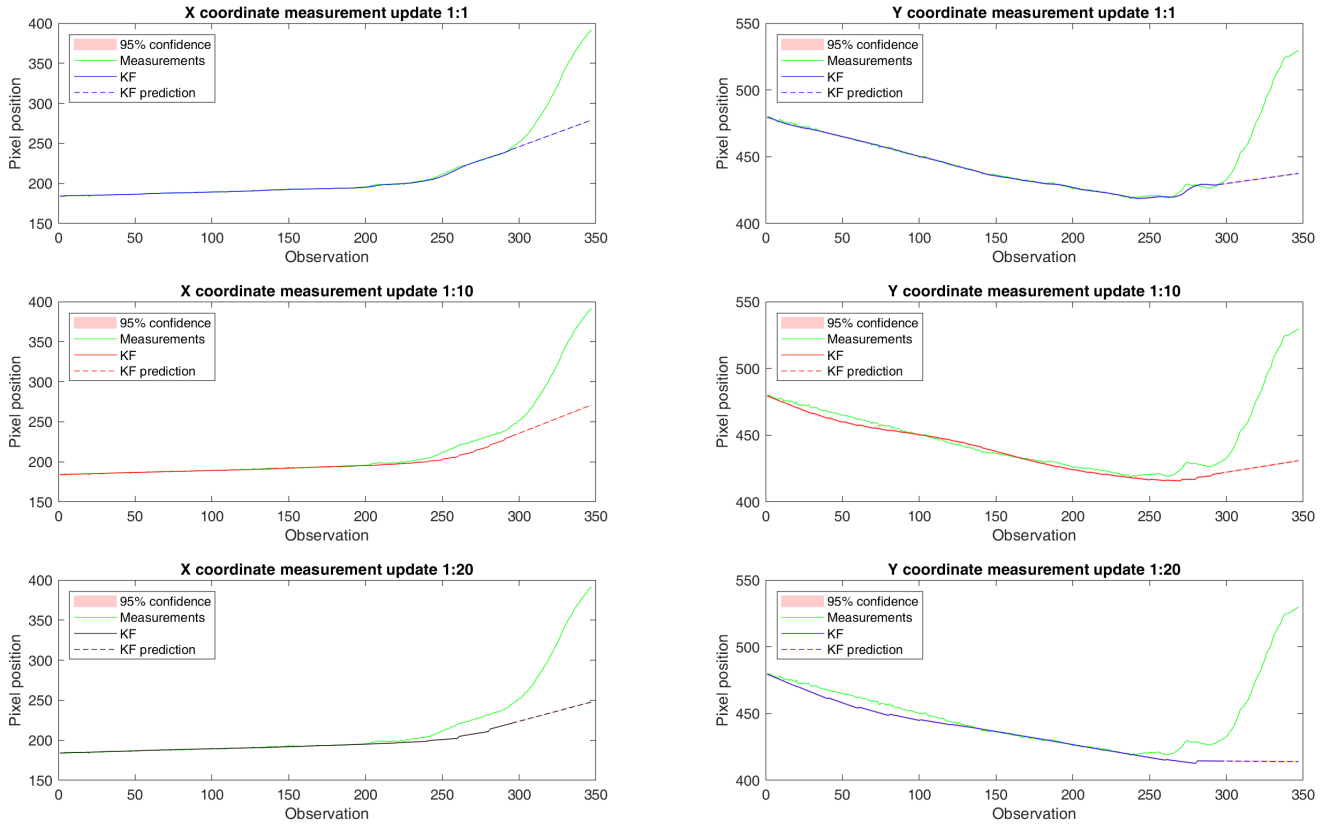 X coordinate measurement update 1:1
400
350
300
250
200
150
Pixel position
95% confidence
Measurements
KF
KF prediction
0 50 100 150 200 250 300 350
Observation
Y coordinate measurement update 1:1
550
500
450
400
Pixel position
95% confidence
Measurements
KF
KF prediction
0 50 100 150 200 250 300 350
Observation
X coordinate measurement update 1:10
400
350
300
250
200
150
Pixel position
95% confidence
Measurements
KF
KF prediction
0 50 100 150 200 250 300 350
Observation
Y coordinate measurement update 1:10
550
500
450
400
Pixel position
95% confidence
Measurements
KF
KF prediction
0 50 100 150 200 250 300 350
Observation
X coordinate measurement update 1:20
400
350
300
250
200
150
Pixel position
95% confidence
Measurements
KF
KF prediction
0 50 100 150 200 250 300 350
Observation
Y coordinate measurement update 1:20
550
500
450
400
Pixel position
95% confidence
Measurements
KF
KF prediction
0 50 100 150 200 250 300 350
Observation